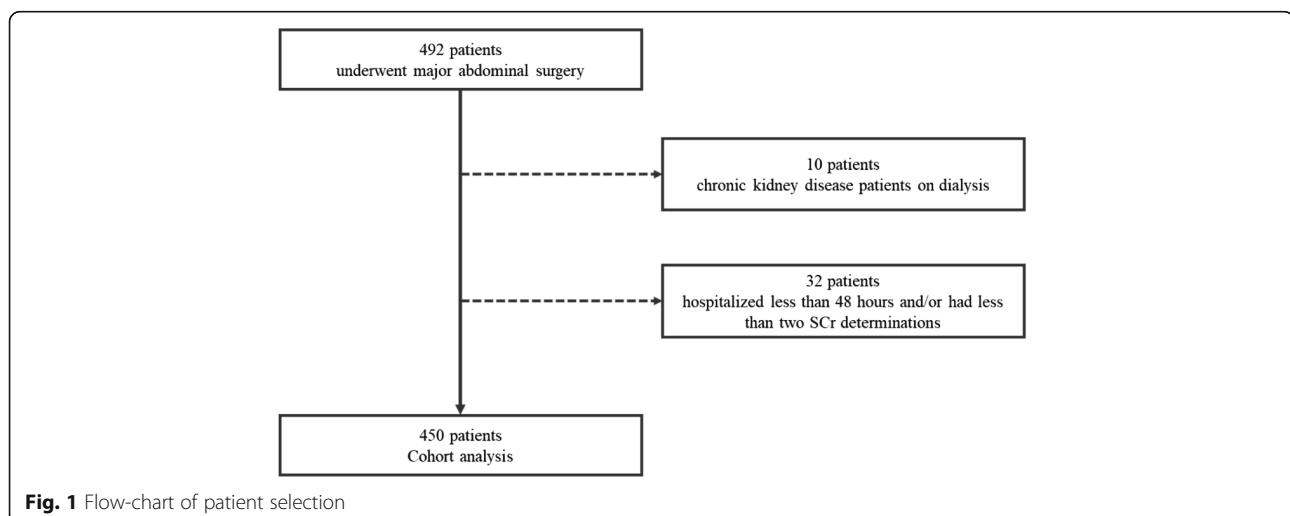 492 patients
underwent major abdominal surgery
10 patients
chronic kidney disease patients on dialysis
32 patients
hospitalized less than 48 hours and/or had less
than two SCr determinations
450 patients
Cohort analysis
Fig. 1 Flow-chart of patient selection